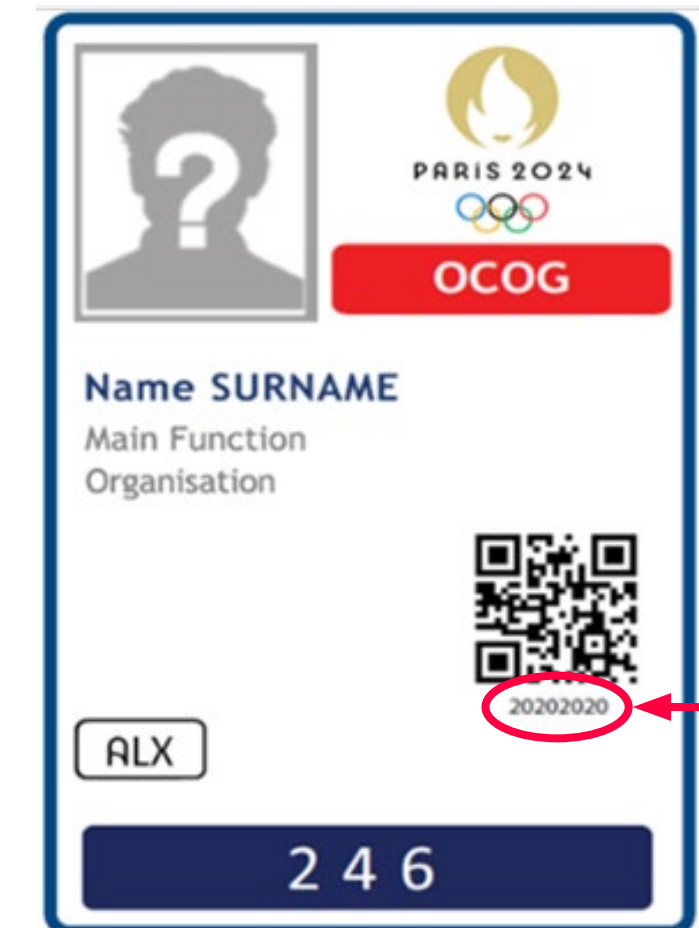 PARIS 2024
OCOG
Name SURNAME
Main Function
Organisation
20202020
ALX
2 4 6